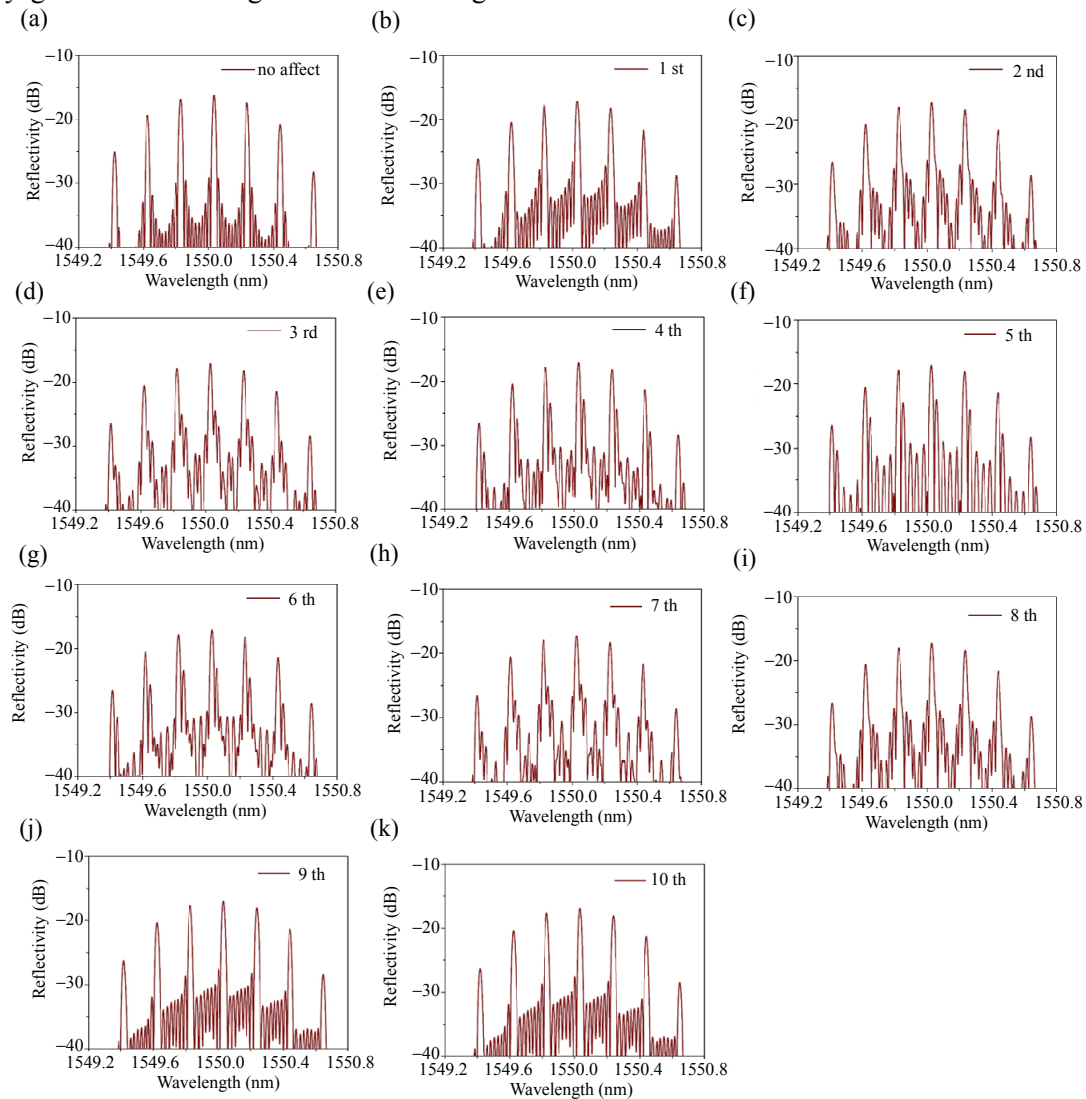 (a)
−10
no affect
−20
−30
−40
Reflectivity (dB)
1549.2 1549.6 1550.0 1550.4 1550.8
Wavelength (nm)
(b)
−10
1 st
−20
−30
−40
Reflectivity (dB)
1549.2 1549.6 1550.0 1550.4 1550.8
Wavelength (nm)
(c)
−10
2 nd
−20
−30
−40
Reflectivity (dB)
1549.2 1549.6 1550.0 1550.4 1550.8
Wavelength (nm)
(d)
−10
3 rd
−20
−30
−40
Reflectivity (dB)
1549.2 1549.6 1550.0 1550.4 1550.8
Wavelength (nm)
(e)
−10
4 th
−20
−30
−40
Reflectivity (dB)
1549.2 1549.6 1550.0 1550.4 1550.8
Wavelength (nm)
(f)
−10
5 th
−20
−30
−40
Reflectivity (dB)
1549.2 1549.6 1550.0 1550.4 1550.8
Wavelength (nm)
(g)
−10
6 th
−20
−30
−40
Reflectivity (dB)
1549.2 1549.6 1550.0 1550.4 1550.8
Wavelength (nm)
(h)
−10
7 th
−20
−30
−40
Reflectivity (dB)
1549.2 1549.6 1550.0 1550.4 1550.8
Wavelength (nm)
(i)
−10
8 th
−20
−30
−40
Reflectivity (dB)
1549.2 1549.6 1550.0 1550.4 1550.8
Wavelength (nm)
(j)
−10
9 th
−20
−30
−40
Reflectivity (dB)
1549.2 1549.6 1550.0 1550.4 1550.8
Wavelength (nm)
(k)
−10
10 th
−20
−30
−40
Reflectivity (dB)
1549.2 1549.6 1550.0 1550.4 1550.8
Wavelength (nm)